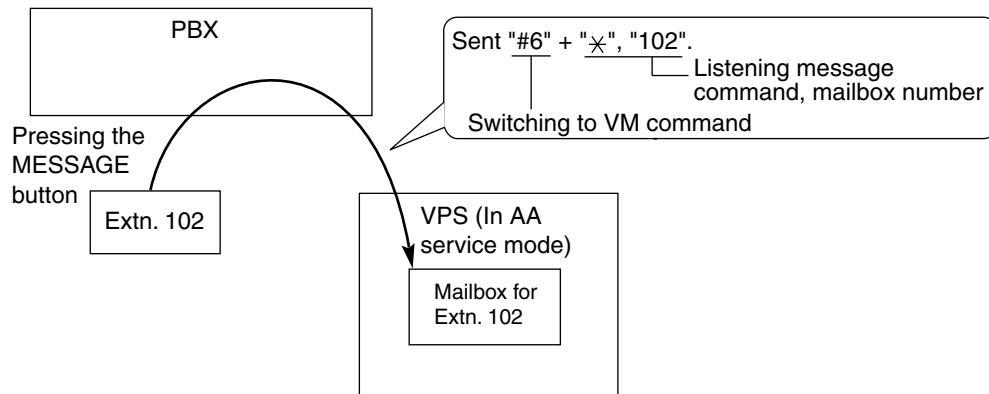 PBX
Sent "#6" + "⚹", "102".
Listening message
command, mailbox number
Switching to VM command
Pressing the
MESSAGE
button
Extn. 102
VPS (In AA
service mode)
Mailbox for
Extn. 102